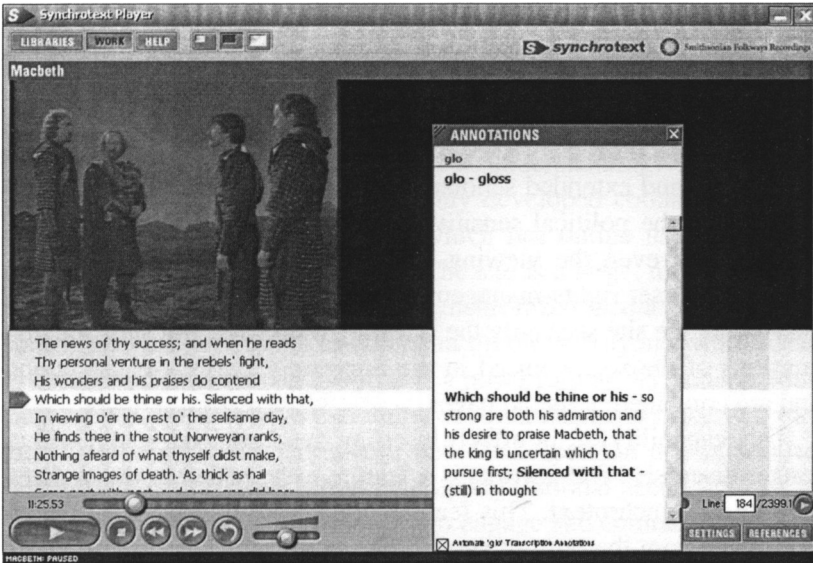 Synchrotext Player
LIBRARIES WORK HELP
synchrotext Smithsonian Folkways Recordings
Macbeth
The news of thy success; and when he reads
Thy personal venture in the rebels' fight,
His wonders and his praises do contend
Which should be thine or his. Silenced with that,
In viewing o'er the rest o' the selfsame day,
He finds thee in the stout Norweyan ranks,
Nothing afeard of what thyself didst make,
Strange images of death. As thick as hail
ANNOTATIONS
glo
glo - gloss
Which should be thine or his - so
strong are both his admiration and
his desire to praise Macbeth, that
the king is uncertain which to
pursue first; Silenced with that -
(still) in thought
Automate 'glo' Transcription Annotations
11:25.53
Line: 184 /2399.1
SETTINGS REFERENCES
MACBETH: PAUSED